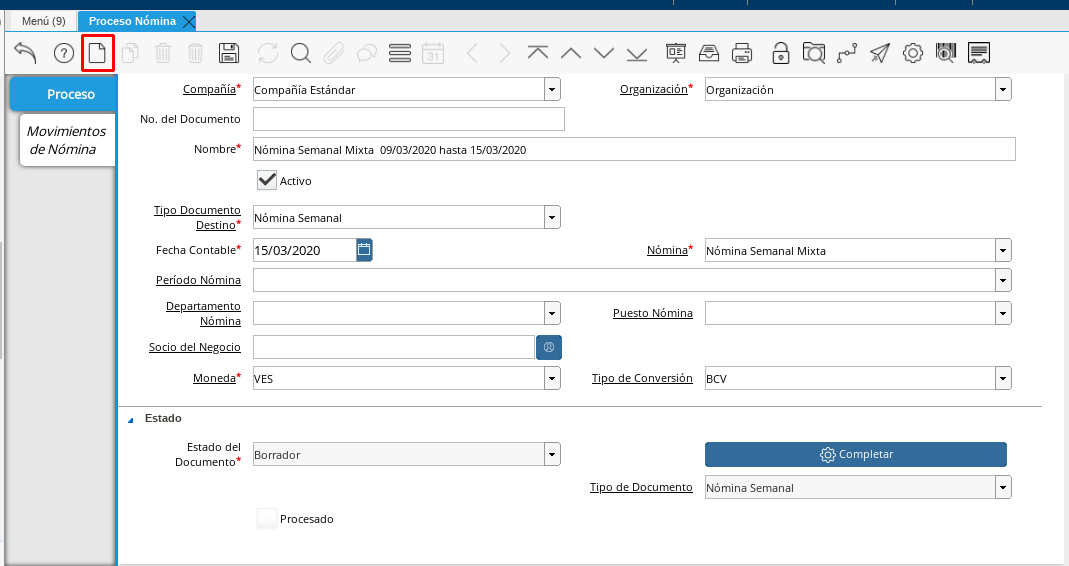 Menú (9) Proceso Nómina
31
Proceso
Movimientos
de Nómina
Compañía* Compañía Estándar Organización* Organización
No. del Documento
Nombre* Nómina Semanal Mixta 09/03/2020 hasta 15/03/2020
Activo
Tipo Documento
Destino* Nómina Semanal
Fecha Contable* 15/03/2020 Nómina* Nómina Semanal Mixta
Período Nómina
Departamento
Nómina Puesto Nómina
Socio del Negocio
Moneda* VES Tipo de Conversión BCV
Estado
Estado del
Documento* Borrador Completar
Tipo de Documento Nómina Semanal
Procesado